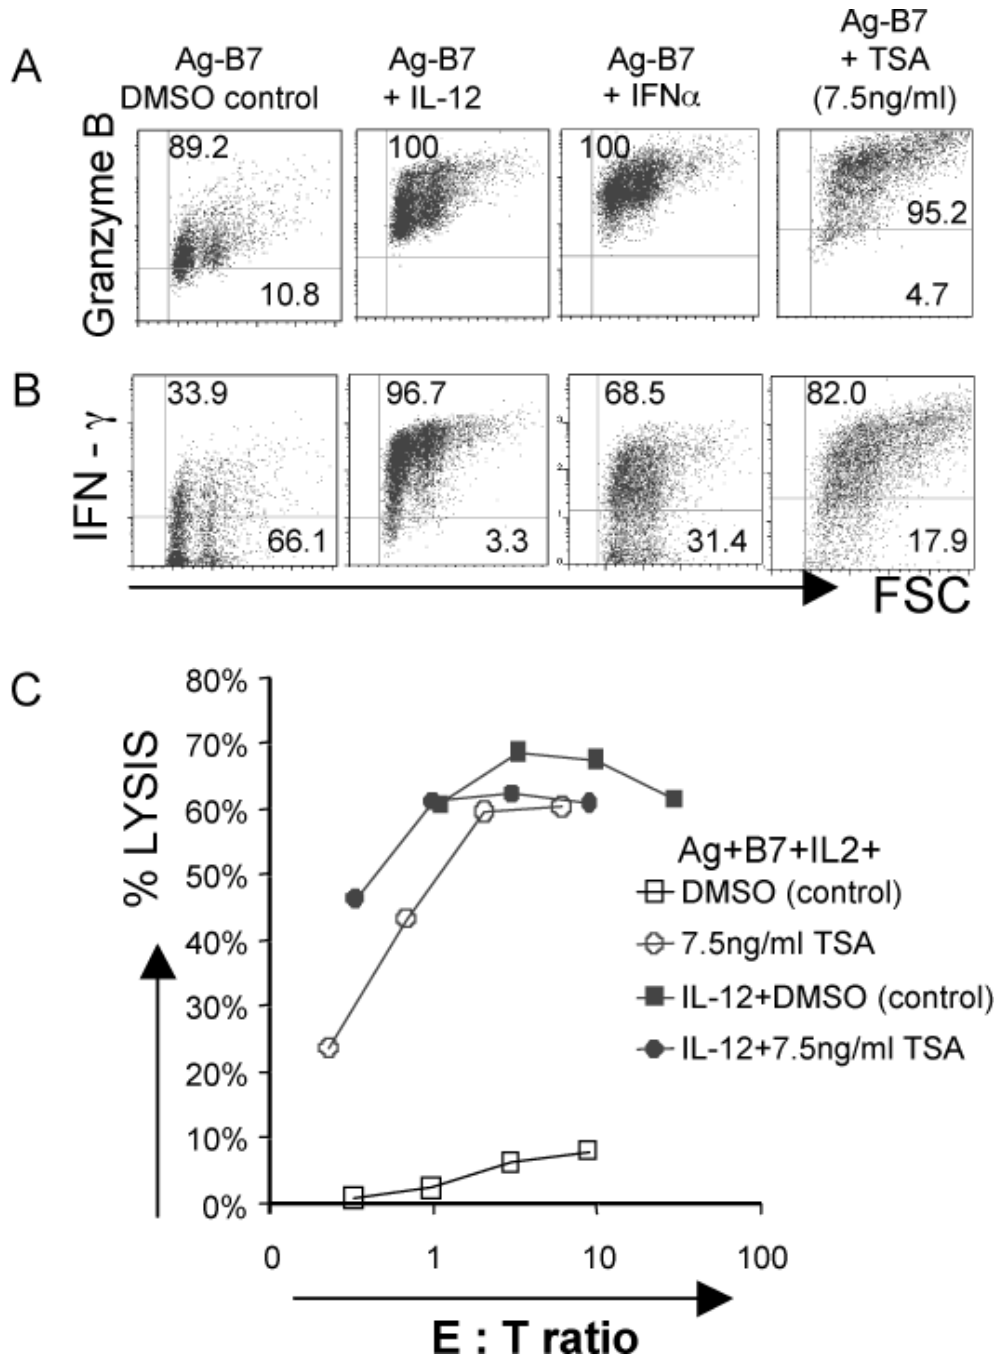 A
Ag-B7
DMSO control
Ag-B7
+ IL-12
Ag-B7
+ IFNα
Ag-B7
+ TSA
(7.5ng/ml)
Granzyme B
89.2
10.8
100
100
95.2
4.7
B
IFN - γ
33.9
66.1
96.7
3.3
68.5
31.4
82.0
17.9
FSC
C
% LYSIS
80%
70%
60%
50%
40%
30%
20%
10%
0%
0
1
10
100
E : T ratio
Ag+B7+IL2+
DMSO (control)
7.5ng/ml TSA
IL-12+DMSO (control)
IL-12+7.5ng/ml TSA